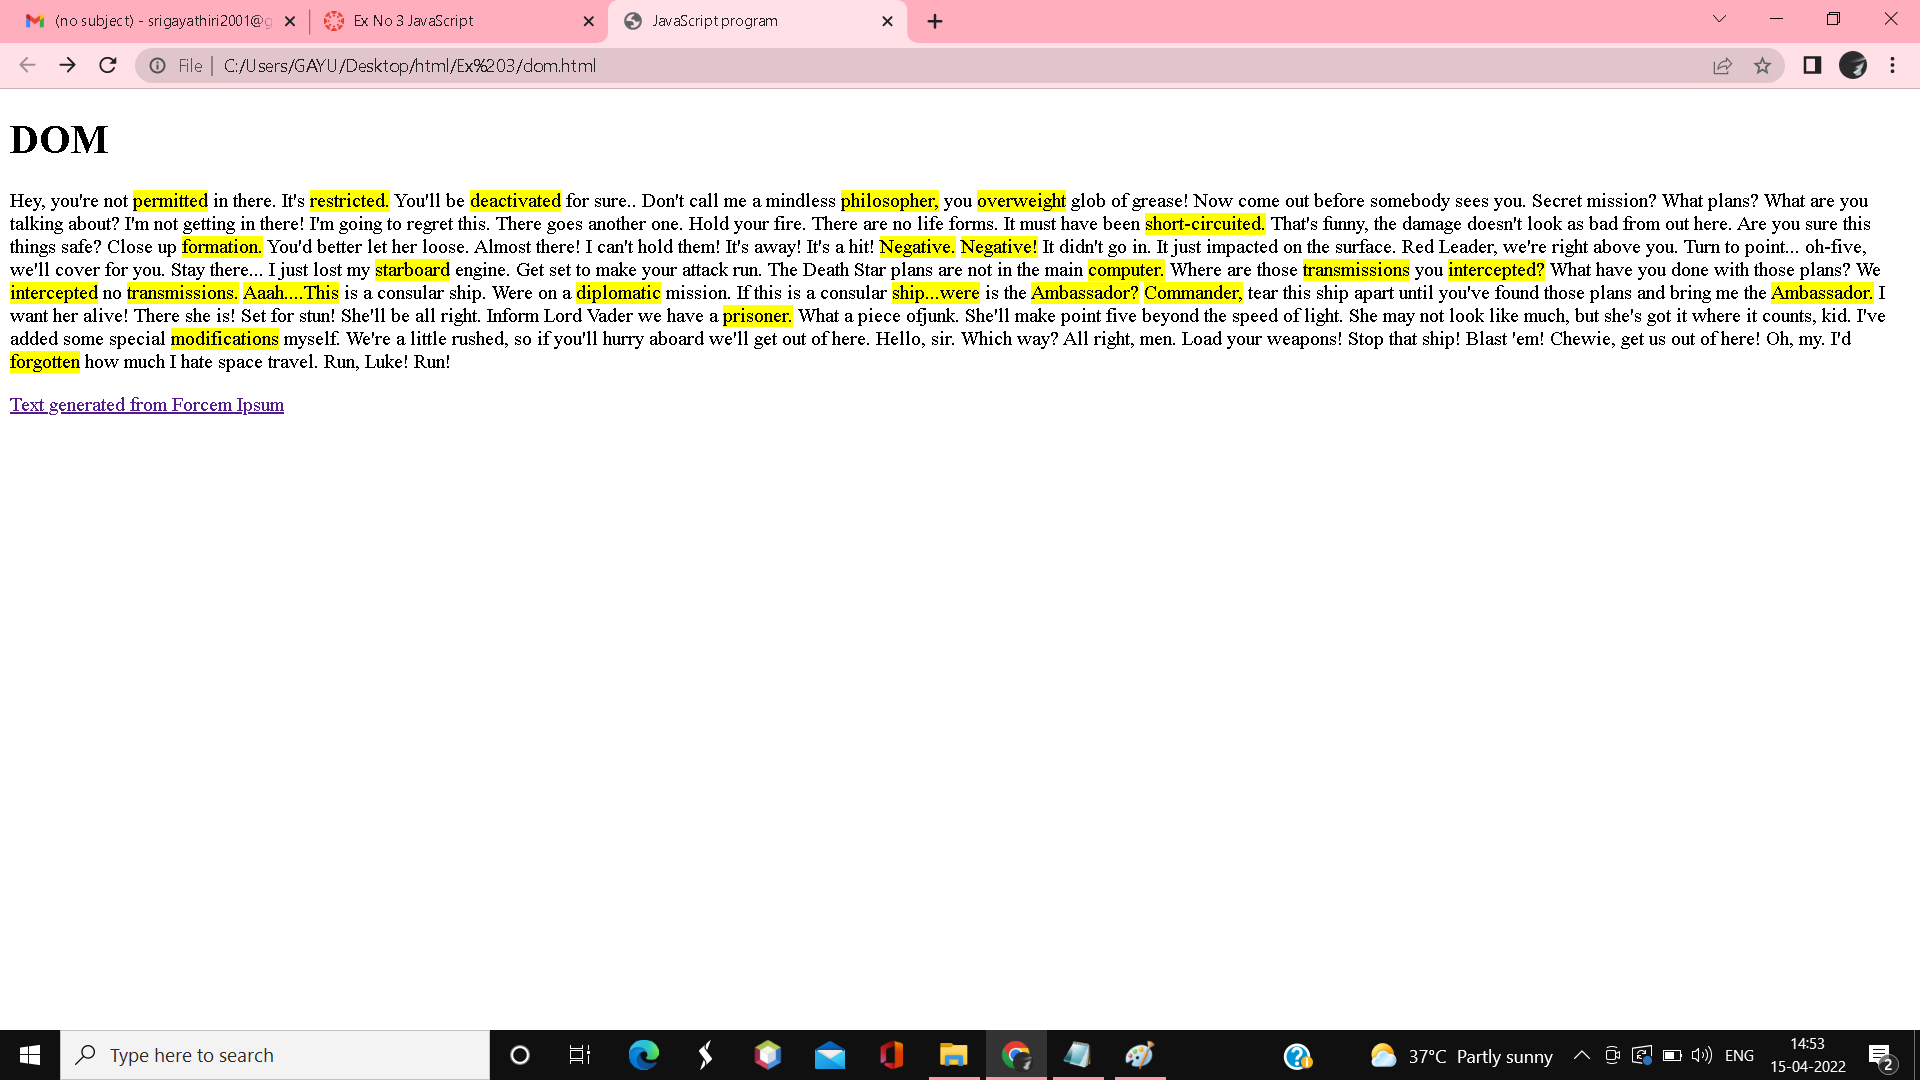 (no subject) - srigayathiri2001@g
Ex No 3 JavaScript
JavaScript program
File | C:/Users/GAYU/Desktop/html/Ex%203/dom.html
DOM
Hey, you're not permitted in there. It's restricted. You'll be deactivated for sure.. Don't call me a mindless philosopher, you overweight glob of grease! Now come out before somebody sees you. Secret mission? What plans? What are you
talking about? I'm not getting in there! I'm going to regret this. There goes another one. Hold your fire. There are no life forms. It must have been short-circuited. That's funny, the damage doesn't look as bad from out here. Are you sure this
things safe? Close up formation. You'd better let her loose. Almost there! I can't hold them! It's away! It's a hit! Negative. Negative! It didn't go in. It just impacted on the surface. Red Leader, we're right above you. Turn to point... oh-five,
we'll cover for you. Stay there... I just lost my starboard engine. Get set to make your attack run. The Death Star plans are not in the main computer. Where are those transmissions you intercepted? What have you done with those plans? We
intercepted no transmissions. Aaah....This is a consular ship. Were on a diplomatic mission. If this is a consular ship...were is the Ambassador? Commander, tear this ship apart until you've found those plans and bring me the Ambassador. I
want her alive! There she is! Set for stun! She'll be all right. Inform Lord Vader we have a prisoner. What a piece ofjunk. She'll make point five beyond the speed of light. She may not look like much, but she's got it where it counts, kid. I've
added some special modifications myself. We're a little rushed, so if you'll hurry aboard we'll get out of here. Hello, sir. Which way? All right, men. Load your weapons! Stop that ship! Blast 'em! Chewie, get us out of here! Oh, my. I'd
forgotten how much I hate space travel. Run, Luke! Run!
Text generated from Forcem Ipsum
Type here to search
37°C Partly sunny
ENG
14:53
15-04-2022
2